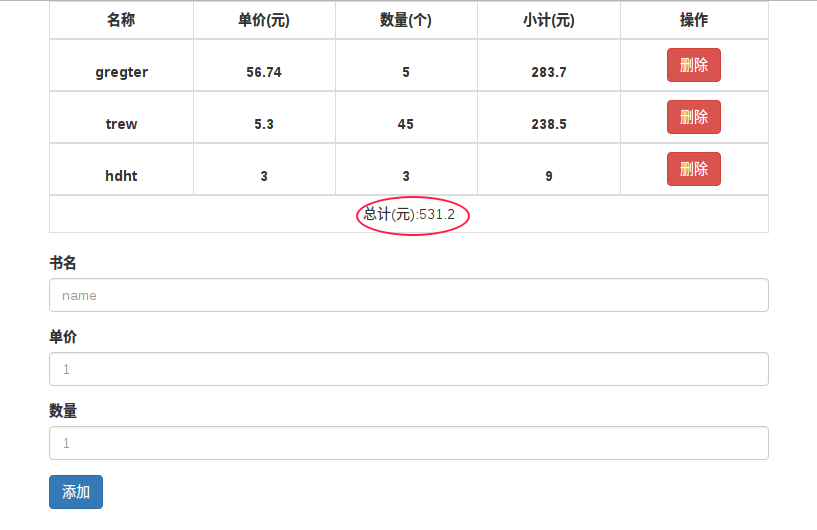 名称 单价(元) 数量(个) 小计(元) 操作
gregter 56.74 5 283.7 删除
trew 5.3 45 238.5 删除
hdht 3 3 9 删除
总计(元):531.2
书名
name
单价
1
数量
1
添加